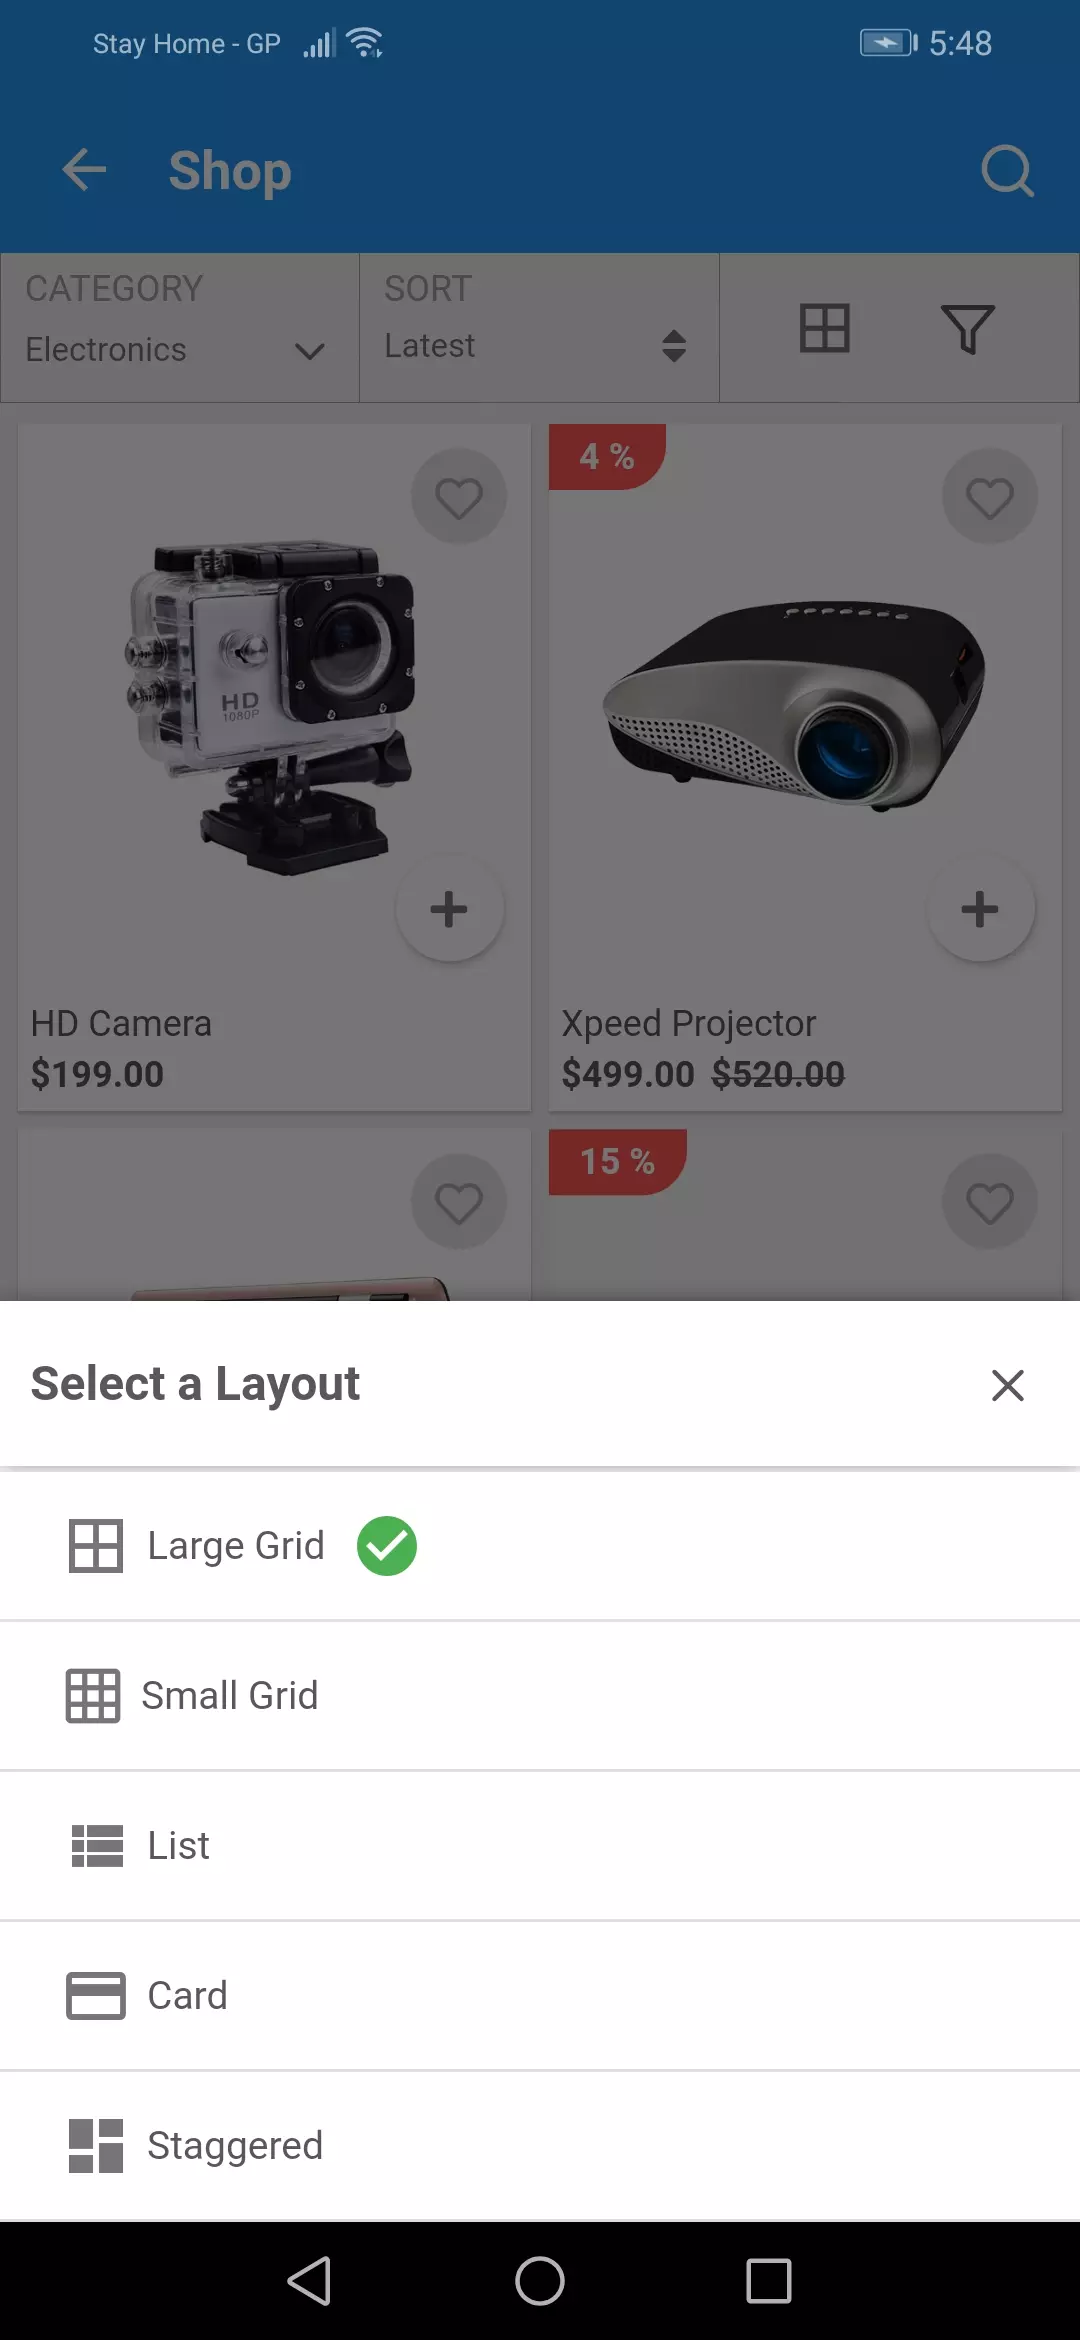 Stay Home - GP
5:48
Shop
CATEGORY
Electronics
SORT
Latest
4 %
HD
1080P
HD Camera
$199.00
Xpeed Projector
$499.00 $520.00
15 %
Select a Layout
Large Grid
Small Grid
List
Card
Staggered